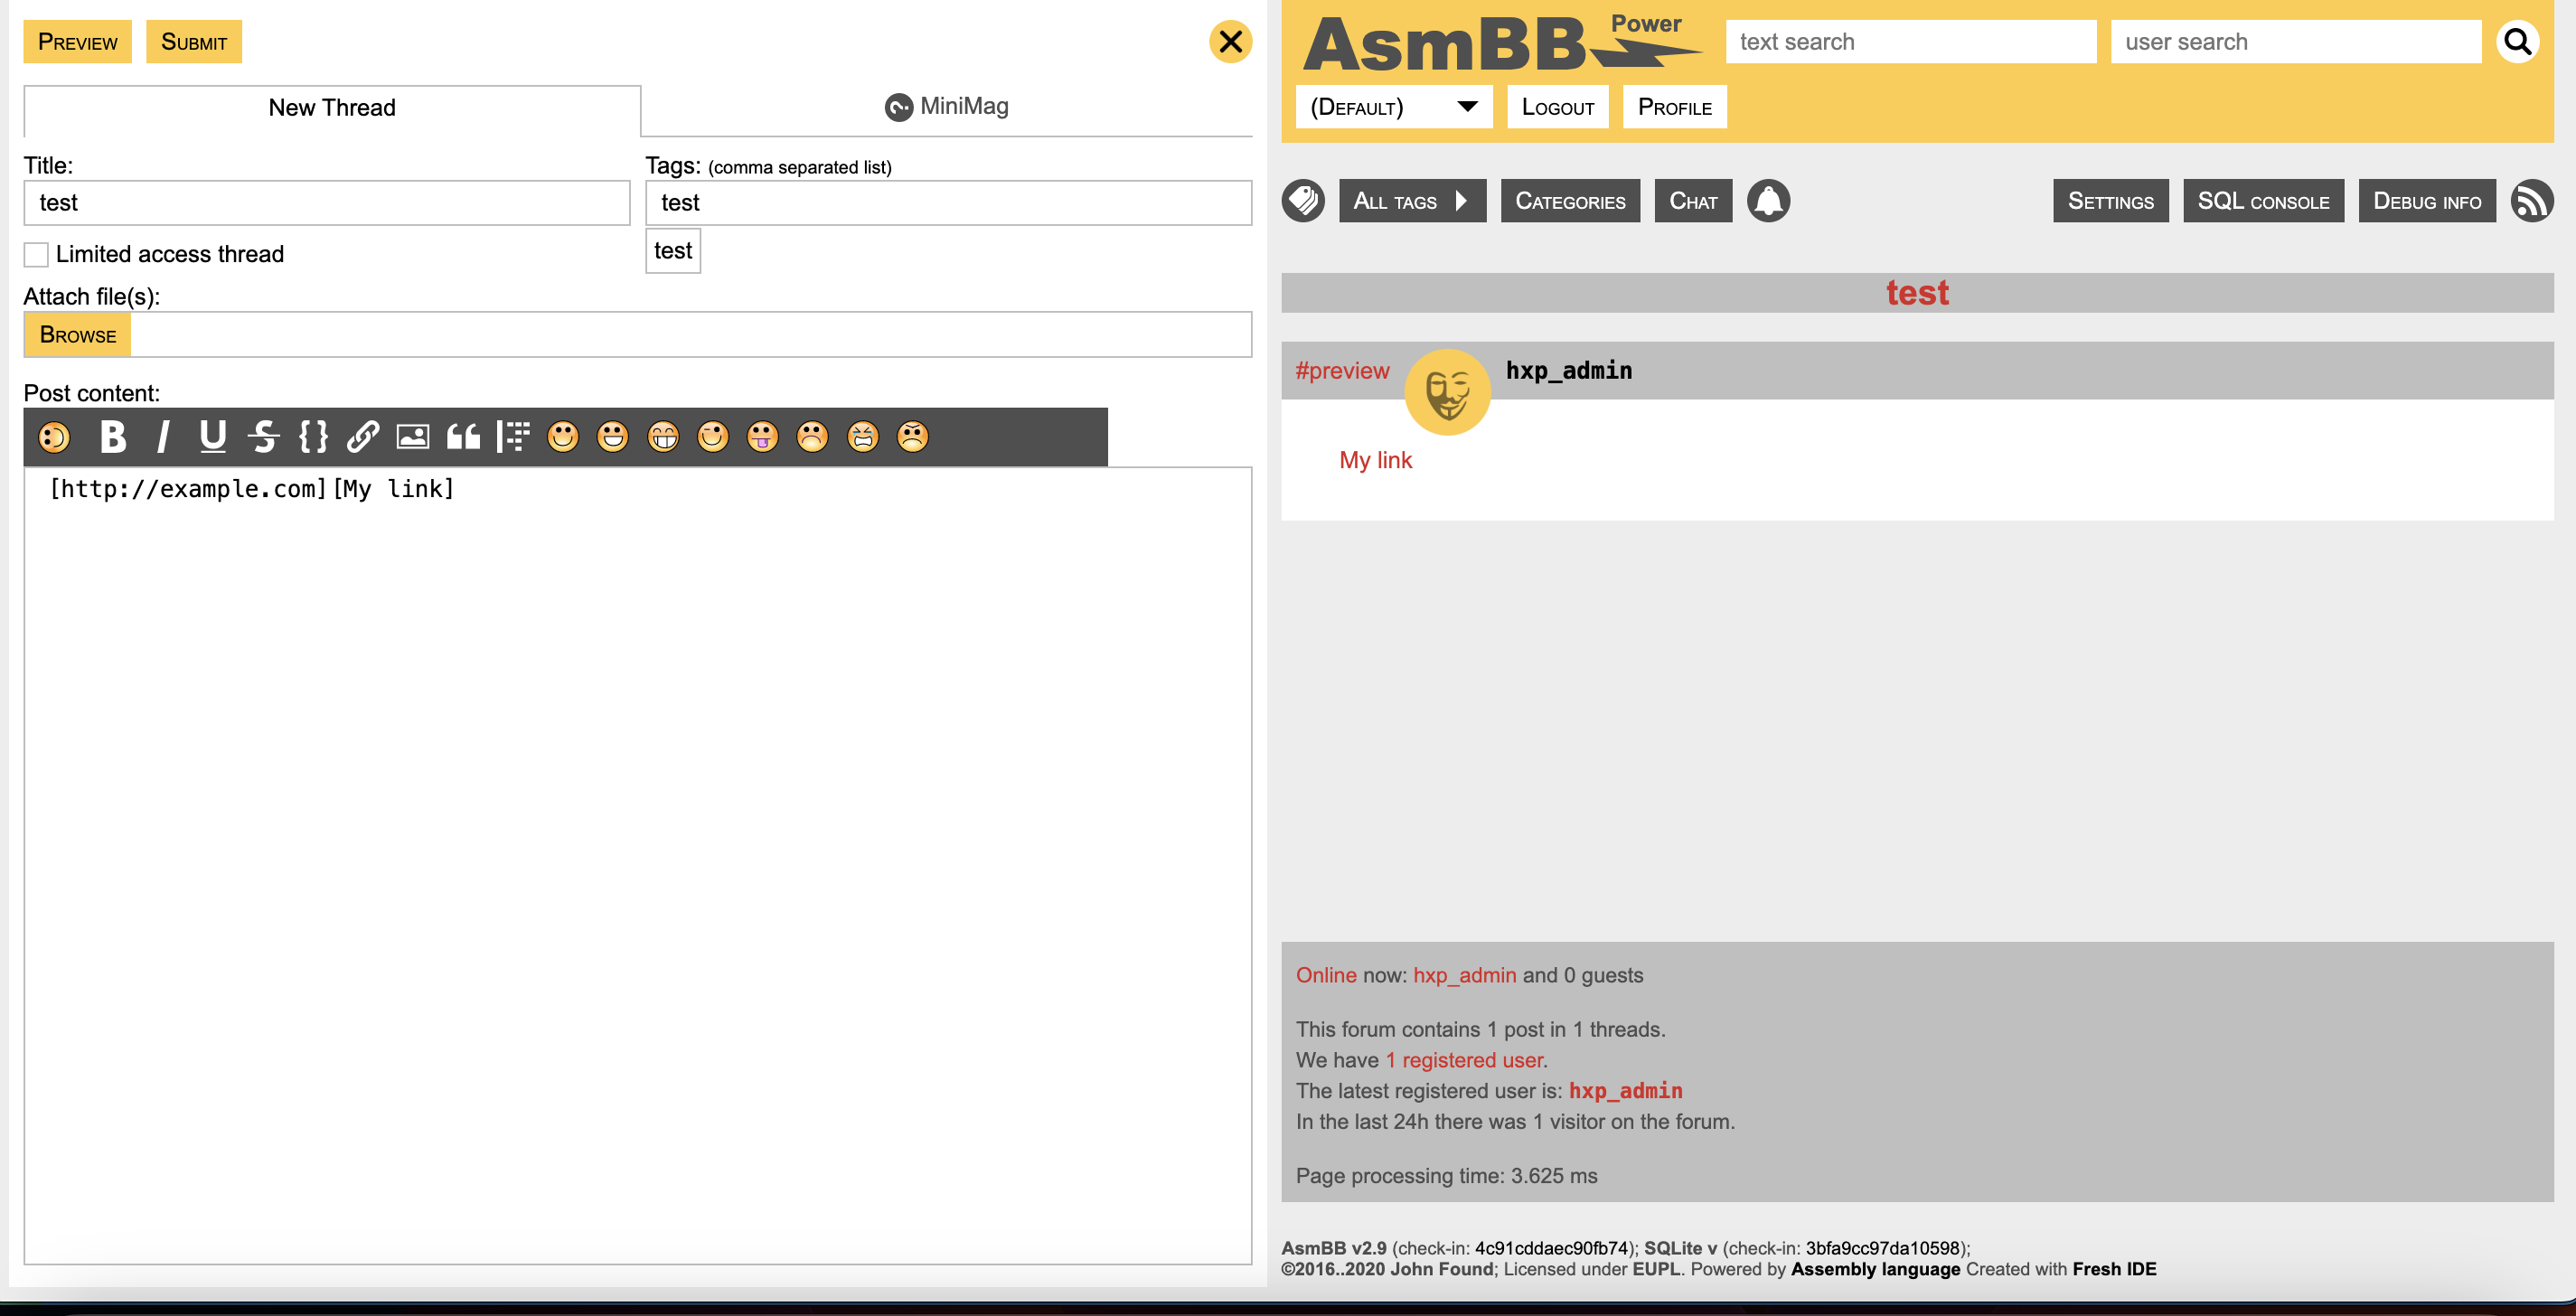 PREVIEW SUBMIT
New Thread MiniMag
Title:
test
Tags: (comma separated list)
test
test
Limited access thread
Attach file(s):
BROWSE
Post content:
B I U S {}
[http://example.com][My link]
AsmBB Power
text search user search
(DEFAULT) LOGOUT PROFILE
ALL TAGS CATEGORIES CHAT SETTINGS SQL CONSOLE DEBUG INFO
test
#preview hxp_admin
My link
Online now: hxp_admin and 0 guests
This forum contains 1 post in 1 threads.
We have 1 registered user.
The latest registered user is: hxp_admin
In the last 24h there was 1 visitor on the forum.
Page processing time: 3.625 ms
AsmBB v2.9 (check-in: 4c91cddaec90fb74); SQLite v (check-in: 3bfa9cc97da10598);
©2016..2020 John Found; Licensed under EUPL. Powered by Assembly language Created with Fresh IDE